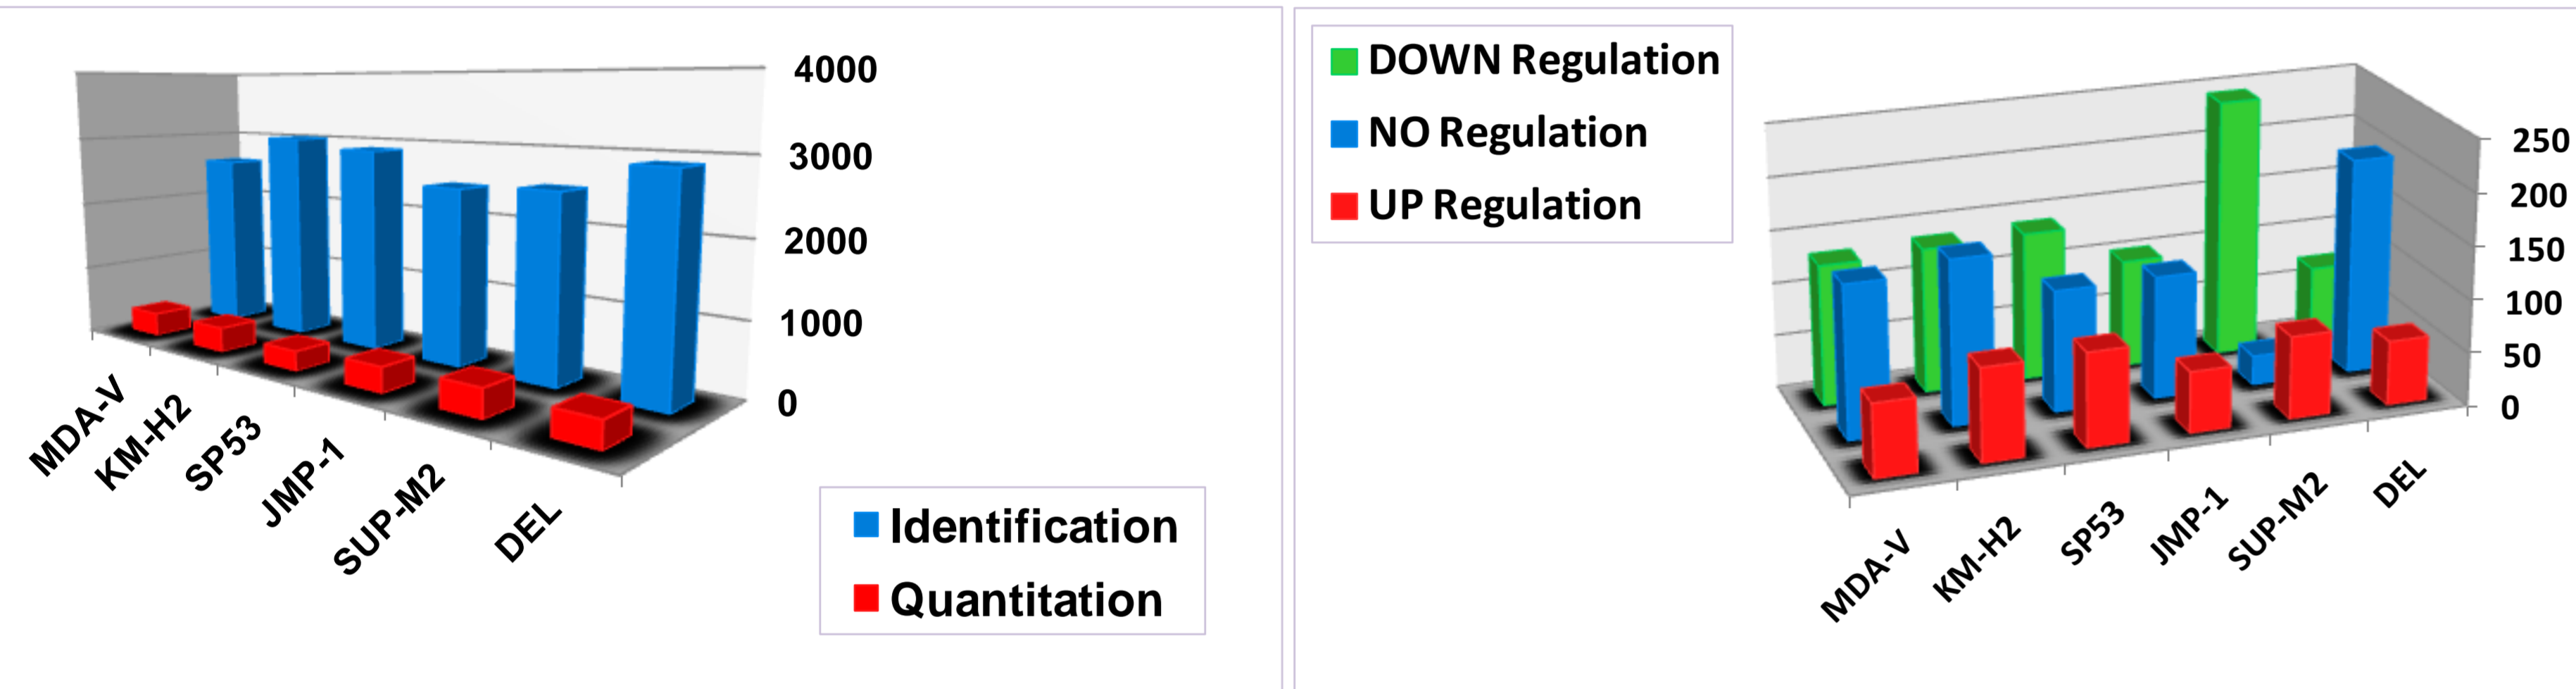 4000
3000
2000
1000
0
MDA-V
KM-H2
SP53
JMP-1
SUP-M2
DEL
Identification
Quantitation
DOWN Regulation
NO Regulation
UP Regulation
250
200
150
100
50
0
MDA-V
KM-H2
SP53
JMP-1
SUP-M2
DEL